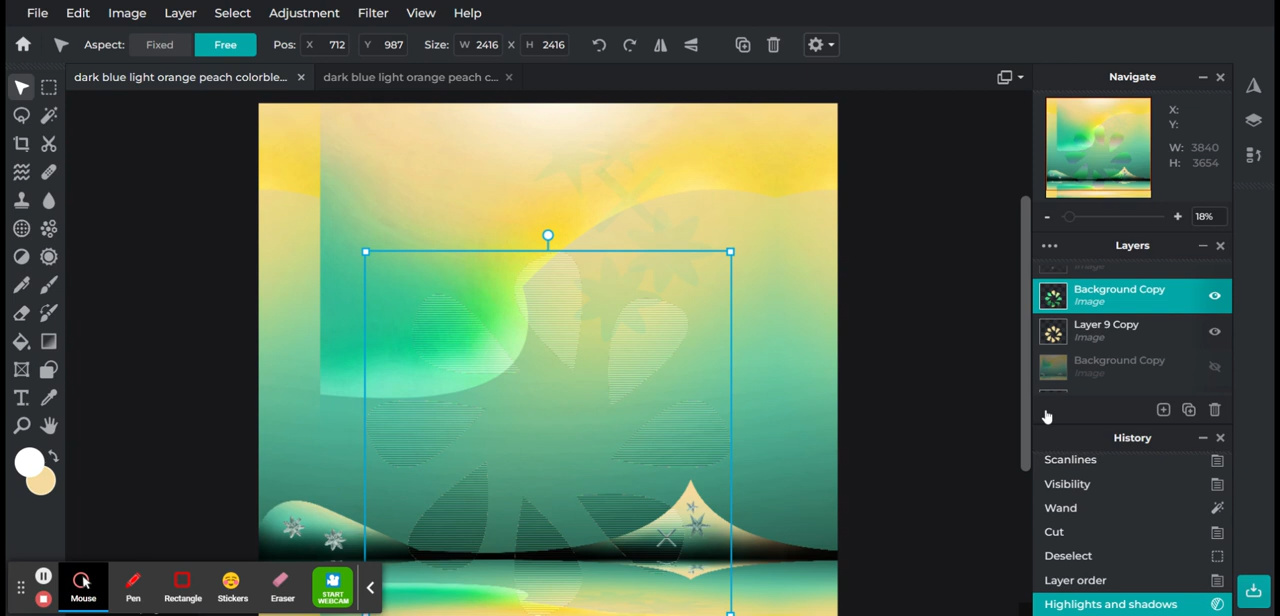 File Edit Image Layer Select Adjustment Filter View Help
Aspect: Fixed Free Pos: X 712 Y 987 Size: W 2416 X H 2416
dark blue light orange peach colorble... × dark blue light orange peach c... ×
Navigate
X:
Y:
W: 3840
H: 3654
- + 18%
Layers
Image
Background Copy
Image
Layer 9 Copy
Image
Background Copy
Image
History
Scanlines
Visibility
Wand
Cut
Deselect
Layer order
Highlights and shadows
T
Mouse Pen Rectangle Stickers Eraser START
WEBCAM